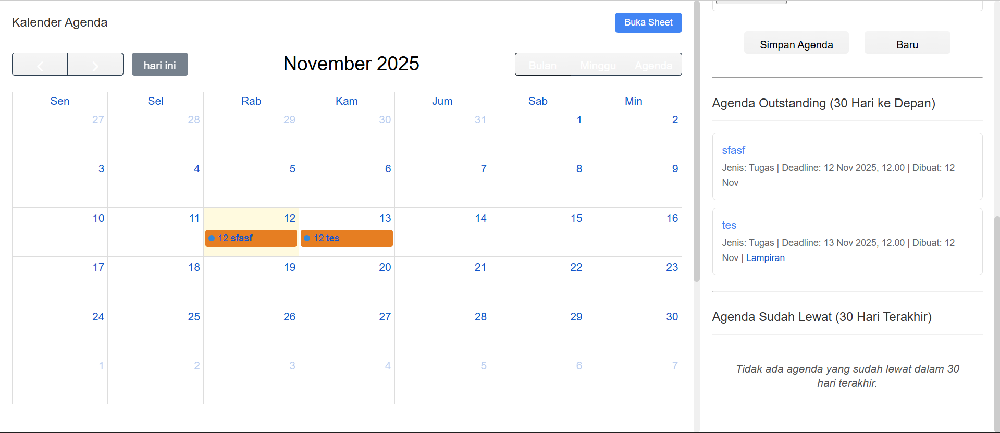 Kalender Agenda
Buka Sheet
hari ini
November 2025
Bulan
Minggu
Agenda
Sen Sel Rab Kam Jum Sab Min
27 28 29 30 31 1 2
3 4 5 6 7 8 9
10 11 12 13 14 15 16
12 sfasf
12 tes
17 18 19 20 21 22 23
24 25 26 27 28 29 30
1 2 3 4 5 6 7
Simpan Agenda
Baru
Agenda Outstanding (30 Hari ke Depan)
sfasf
Jenis: Tugas | Deadline: 12 Nov 2025, 12.00 | Dibuat: 12
Nov
tes
Jenis: Tugas | Deadline: 13 Nov 2025, 12.00 | Dibuat: 12
Nov | Lampiran
Agenda Sudah Lewat (30 Hari Terakhir)
Tidak ada agenda yang sudah lewat dalam 30
hari terakhir.